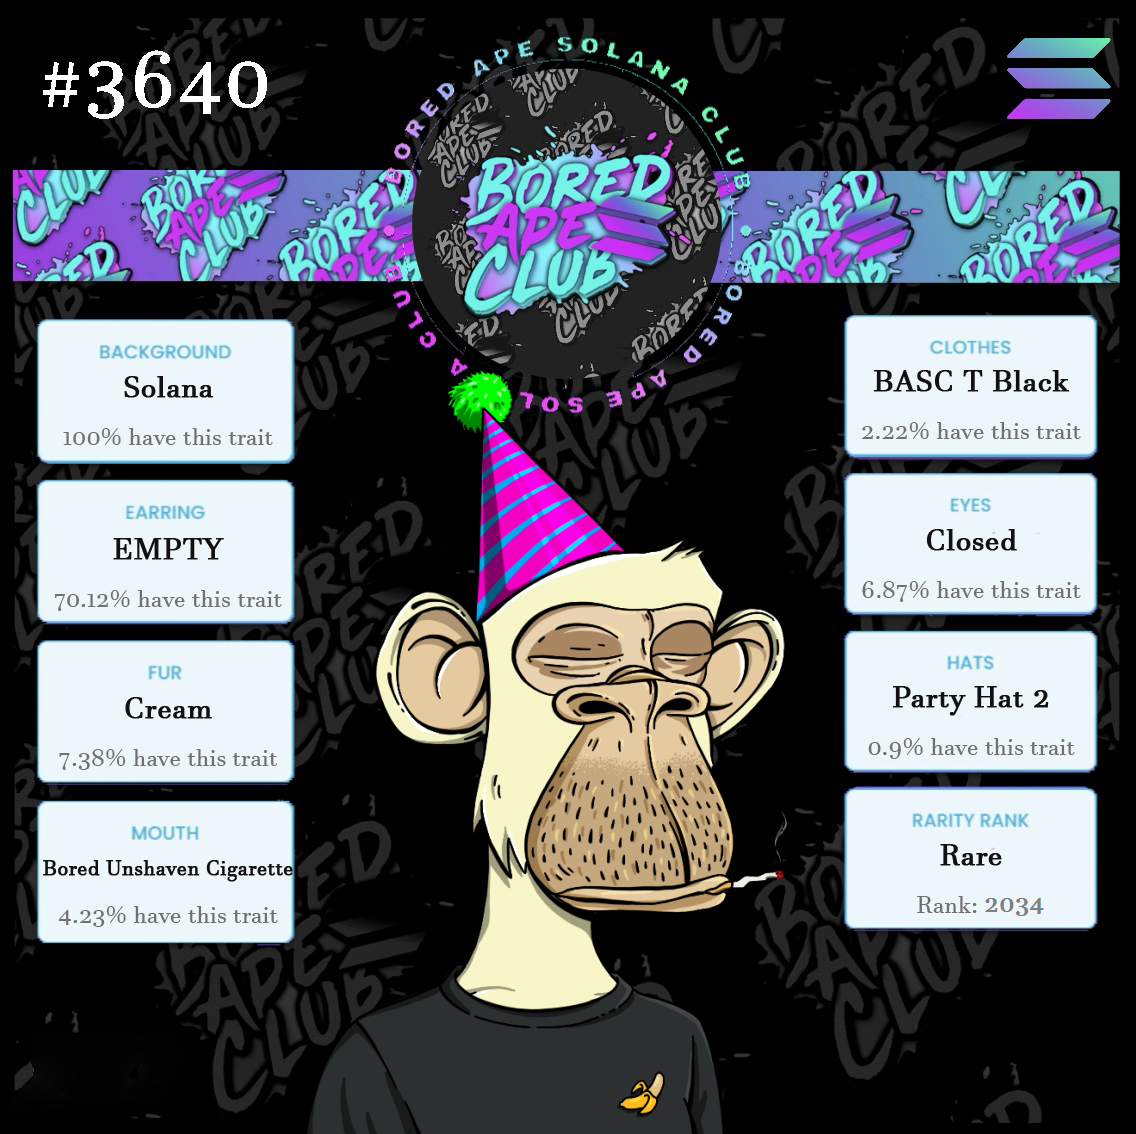 #3640
BORED APE SOLANA CLUB
BORED
APE
CLUB
BACKGROUND
Solana
100% have this trait
EARRING
EMPTY
70.12% have this trait
FUR
Cream
7.38% have this trait
MOUTH
Bored Unshaven Cigarette
4.23% have this trait
CLOTHES
BASC T Black
2.22% have this trait
EYES
Closed
6.87% have this trait
HATS
Party Hat 2
0.9% have this trait
RARITY RANK
Rare
Rank: 2034